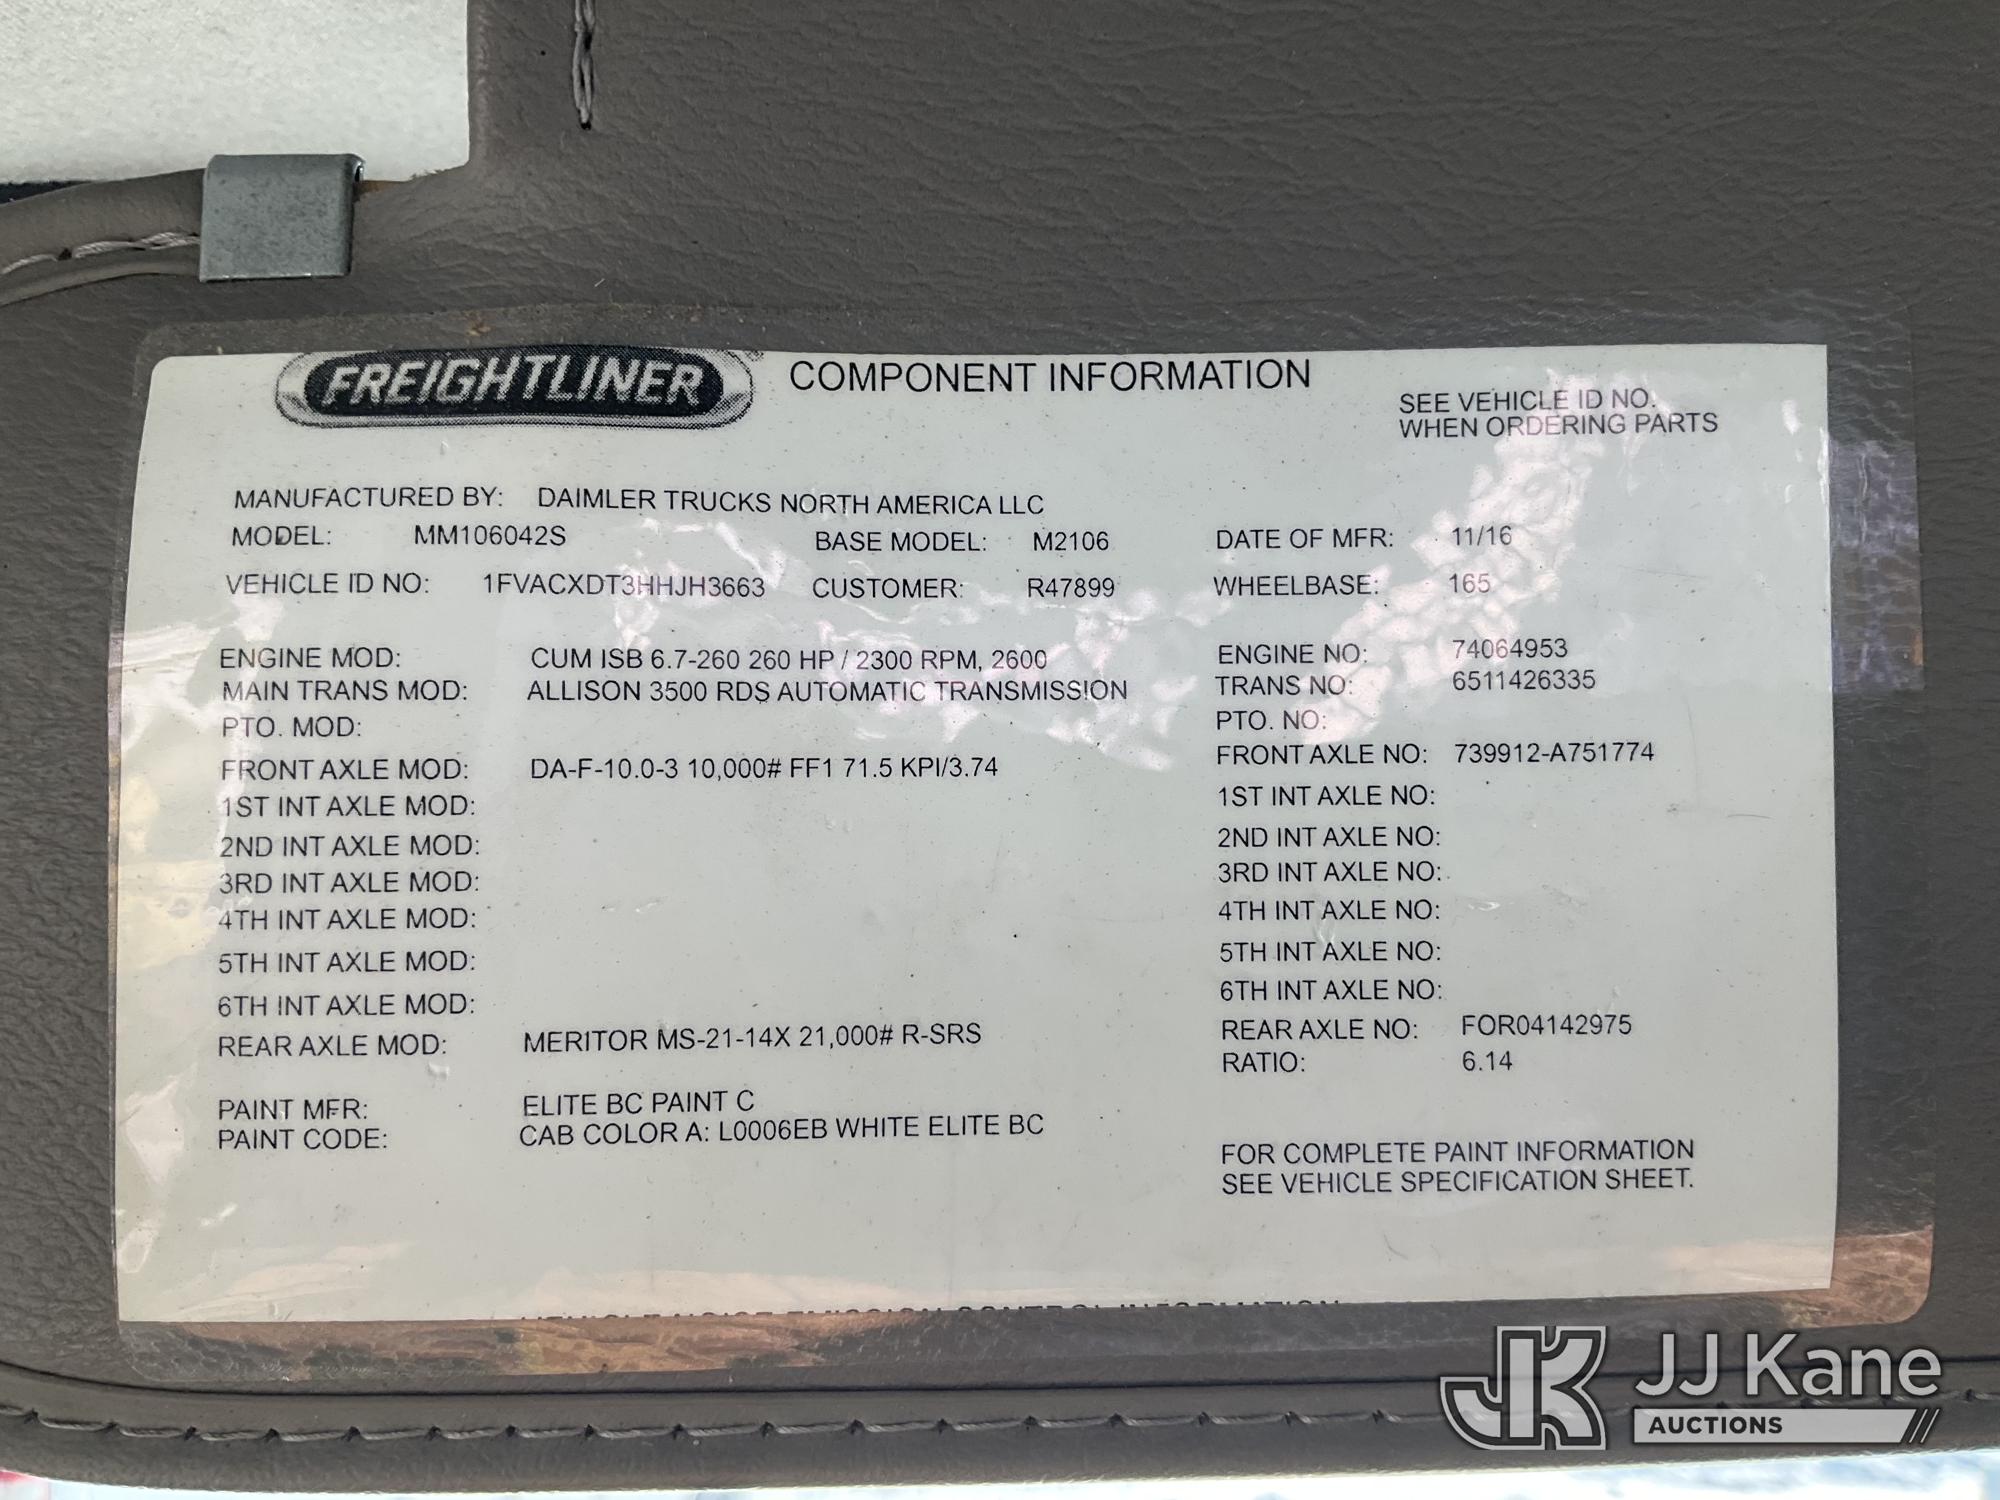 FREIGHTLINER COMPONENT INFORMATION
SEE VEHICLE ID NO.
WHEN ORDERING PARTS
MANUFACTURED BY: DAIMLER TRUCKS NORTH AMERICA LLC
MODEL: MM106042S BASE MODEL: M2106 DATE OF MFR: 11/16
VEHICLE ID NO: 1FVACXDT3HHJH3663 CUSTOMER: R47899 WHEELBASE: 165
ENGINE MOD: CUM ISB 6.7-260 260 HP / 2300 RPM, 2600 ENGINE NO: 74064953
MAIN TRANS MOD: ALLISON 3500 RDS AUTOMATIC TRANSMISSION TRANS NO: 6511426335
PTO. MOD: PTO. NO:
FRONT AXLE MOD: DA-F-10.0-3 10,000# FF1 71.5 KPI/3.74 FRONT AXLE NO: 739912-A751774
1ST INT AXLE MOD: 1ST INT AXLE NO:
2ND INT AXLE MOD: 2ND INT AXLE NO:
3RD INT AXLE MOD: 3RD INT AXLE NO:
4TH INT AXLE MOD: 4TH INT AXLE NO:
5TH INT AXLE MOD: 5TH INT AXLE NO:
6TH INT AXLE MOD: 6TH INT AXLE NO:
REAR AXLE MOD: MERITOR MS-21-14X 21,000# R-SRS REAR AXLE NO: FOR04142975
RATIO: 6.14
PAINT MFR: ELITE BC PAINT C
PAINT CODE: CAB COLOR A: L0006EB WHITE ELITE BC
FOR COMPLETE PAINT INFORMATION
SEE VEHICLE SPECIFICATION SHEET.
VEHICLE NOISE EMISSION CONTROL INFORMATION
JK JJ Kane
AUCTIONS